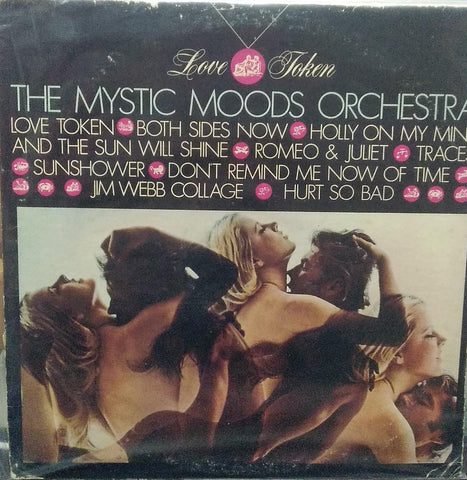 Love Token
THE MYSTIC MOODS ORCHESTRA
LOVE TOKEN BOTH SIDES NOW HOLLY ON MY MIN
AND THE SUN WILL SHINE ROMEO & JULIET TRACE
SUNSHOWER DON'T REMIND ME NOW OF TIME
JIM WEBB COLLAGE HURT SO BAD